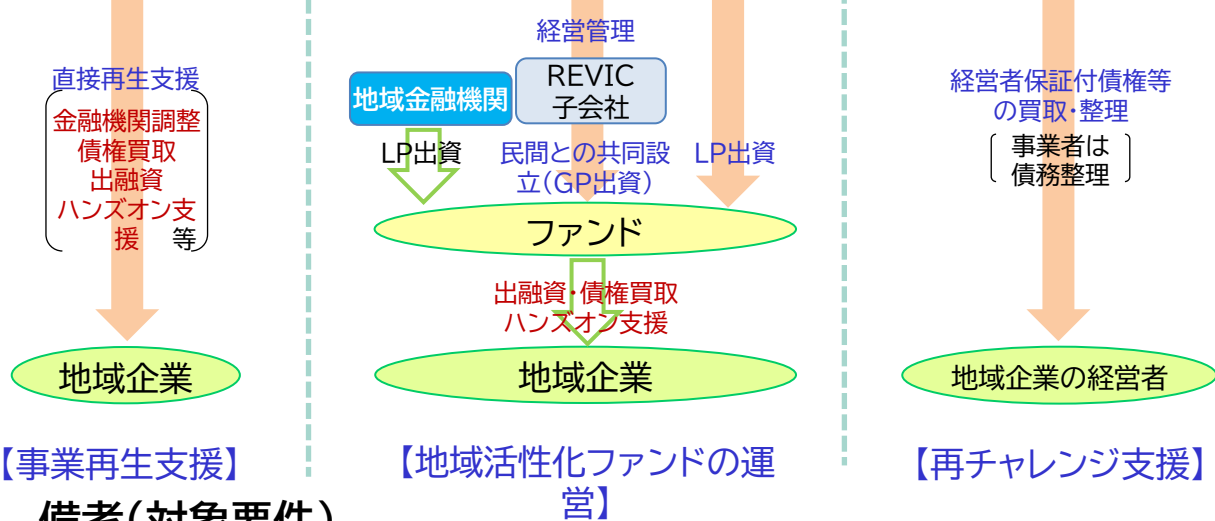 直接再生支援
金融機関調整
債権買取
出融資
ハンズオン支
援　等
地域企業
【事業再生支援】
経営管理
地域金融機関
REVIC
子会社
LP出資
民間との共同設
立(GP出資)
LP出資
ファンド
出融資・債権買取
ハンズオン支援
地域企業
【地域活性化ファンドの運
営】
経営者保証付債権等
の買取・整理
事業者は
債務整理
地域企業の経営者
【再チャレンジ支援】
備考(対象要件)